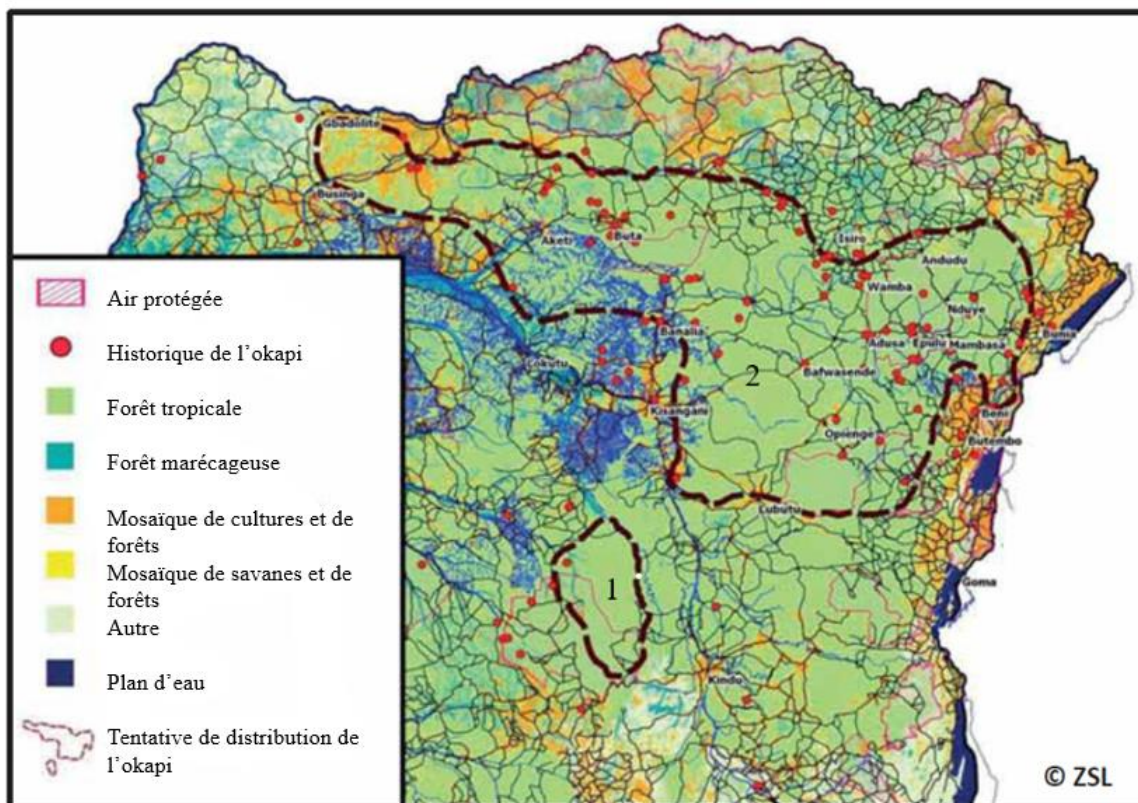 Gbadolite
Businga
Aketi
Buta
Isiro
Andudu
Wamba
Nduye
Banalia
Adusa
Epulu
Mambasa
Bunia
Lokutu
2
Bafwasende
Kisangani
Beni
Opienge
Butembo
Lubutu
1
Goma
Kindu
Air protégée
Historique de l’okapi
Forêt tropicale
Forêt marécageuse
Mosaïque de cultures et de
forêts
Mosaïque de savanes et de
forêts
Autre
Plan d’eau
Tentative de distribution de
l’okapi
© ZSL